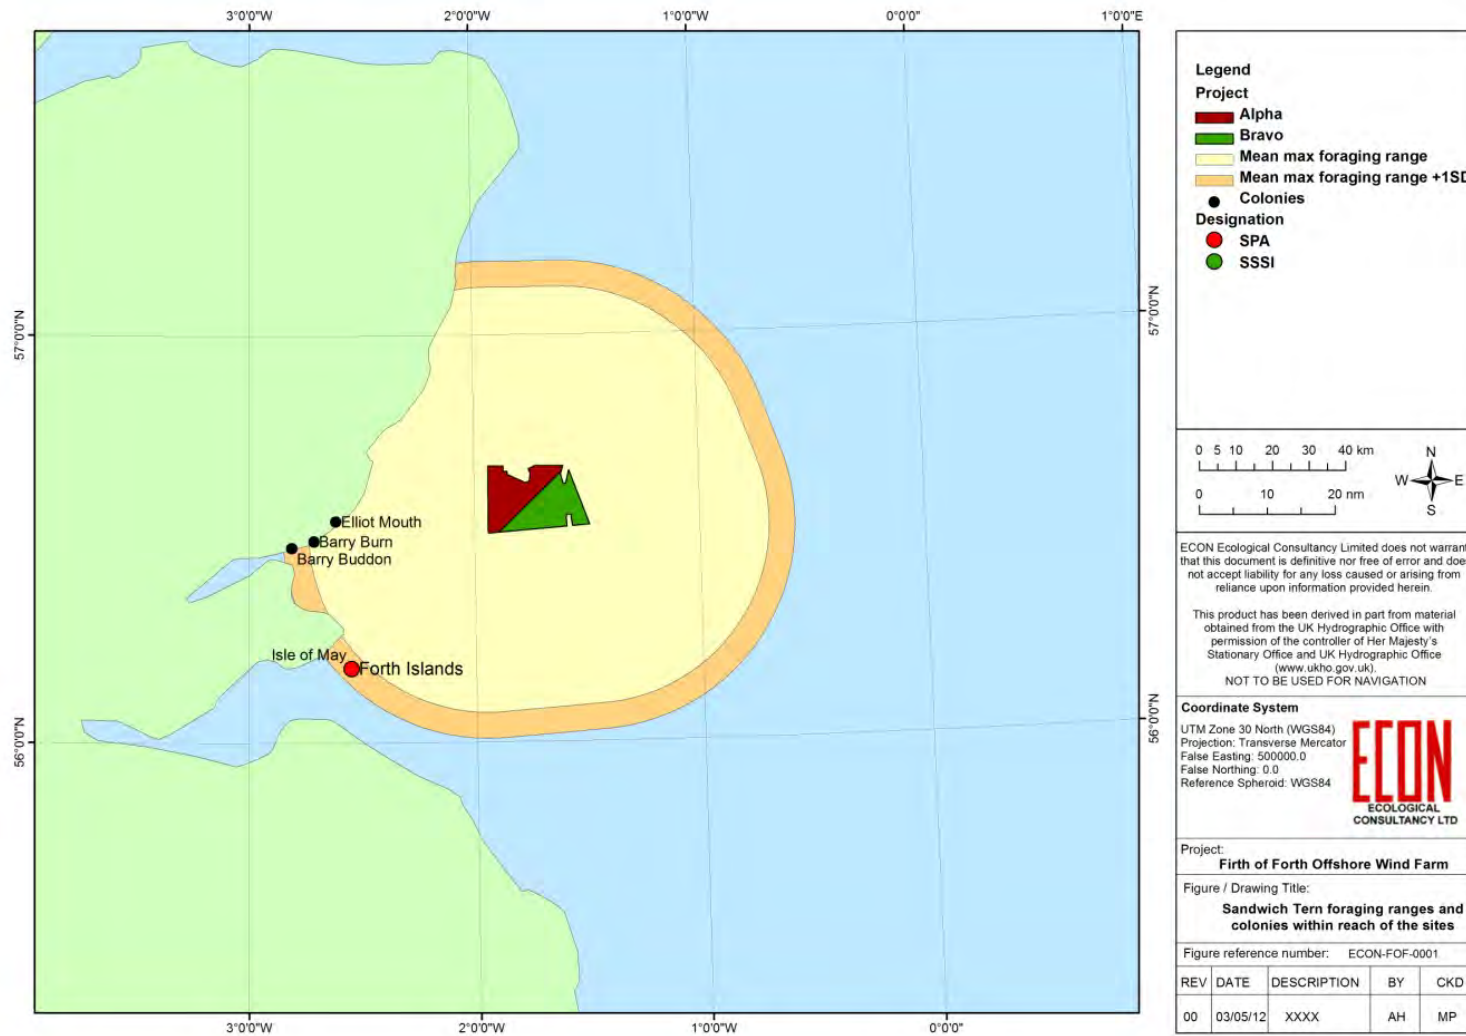 3°0'0"W
2°0'0"W
1°0'0"W
0°0'0"
1°0'0"E
57°0'0"N
56°0'0"N
57°0'0"N
56°0'0"N
Elliot Mouth
Barry Burn
Barry Buddon
Isle of May
Forth Islands
3°0'0"W
2°0'0"W
1°0'0"W
0°0'0"
Legend
Project
Alpha
Bravo
Mean max foraging range
Mean max foraging range +1SD
Colonies
Designation
SPA
SSSI
0 5 10 20 30 40 km
0 10 20 nm
N
W E
S
ECON Ecological Consultancy Limited does not warrant
that this document is definitive nor free of error and does
not accept liability for any loss caused or arising from
reliance upon information provided herein.
This product has been derived in part from material
obtained from the UK Hydrographic Office with
permission of the controller of Her Majesty's
Stationary Office and UK Hydrographic Office
(www.ukho.gov.uk).
NOT TO BE USED FOR NAVIGATION
Coordinate System
UTM Zone 30 North (WGS84)
Projection: Transverse Mercator
False Easting: 500000.0
False Northing: 0.0
Reference Spheroid: WGS84
ECON
ECOLOGICAL
CONSULTANCY LTD
Project:
Firth of Forth Offshore Wind Farm
Figure / Drawing Title:
Sandwich Tern foraging ranges and
colonies within reach of the sites
Figure reference number: ECON-FOF-0001
REV DATE DESCRIPTION BY CKD
00 03/05/12 XXXX AH MP